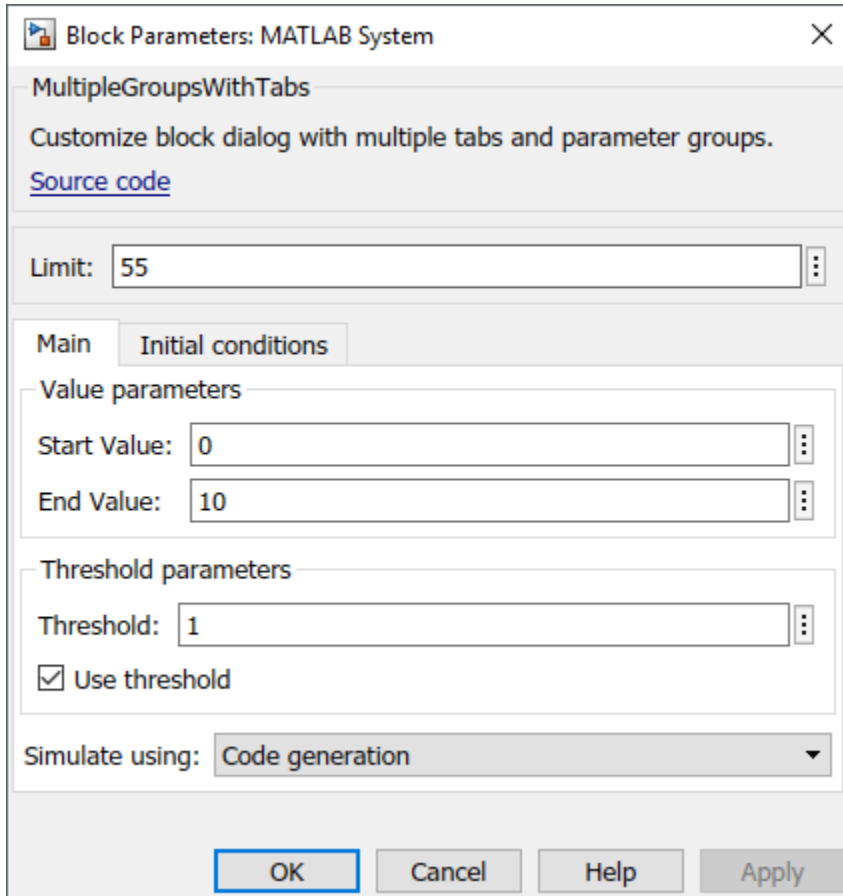 Block Parameters: MATLAB System
MultipleGroupsWithTabs
Customize block dialog with multiple tabs and parameter groups.
Source code
Limit: 55
Main Initial conditions
Value parameters
Start Value: 0
End Value: 10
Threshold parameters
Threshold: 1
Use threshold
Simulate using: Code generation
OK Cancel Help Apply